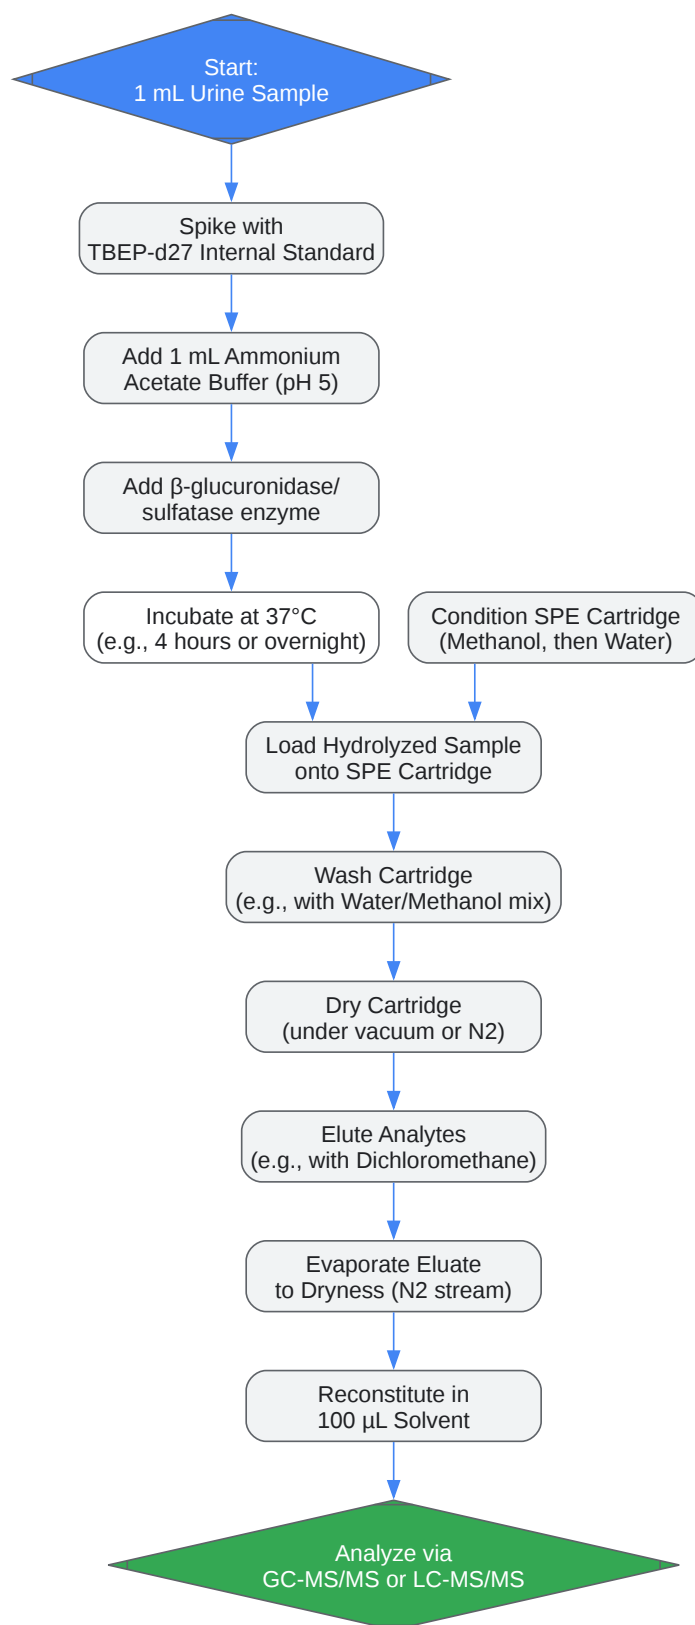 Start:
1 mL Urine Sample
Spike with
TBEP-d27 Internal Standard
Add 1 mL Ammonium
Acetate Buffer (pH 5)
Add β-glucuronidase/
sulfatase enzyme
Incubate at 37°C
(e.g., 4 hours or overnight)
Condition SPE Cartridge
(Methanol, then Water)
Load Hydrolyzed Sample
onto SPE Cartridge
Wash Cartridge
(e.g., with Water/Methanol mix)
Dry Cartridge
(under vacuum or N2)
Elute Analytes
(e.g., with Dichloromethane)
Evaporate Eluate
to Dryness (N2 stream)
Reconstitute in
100 µL Solvent
Analyze via
GC-MS/MS or LC-MS/MS